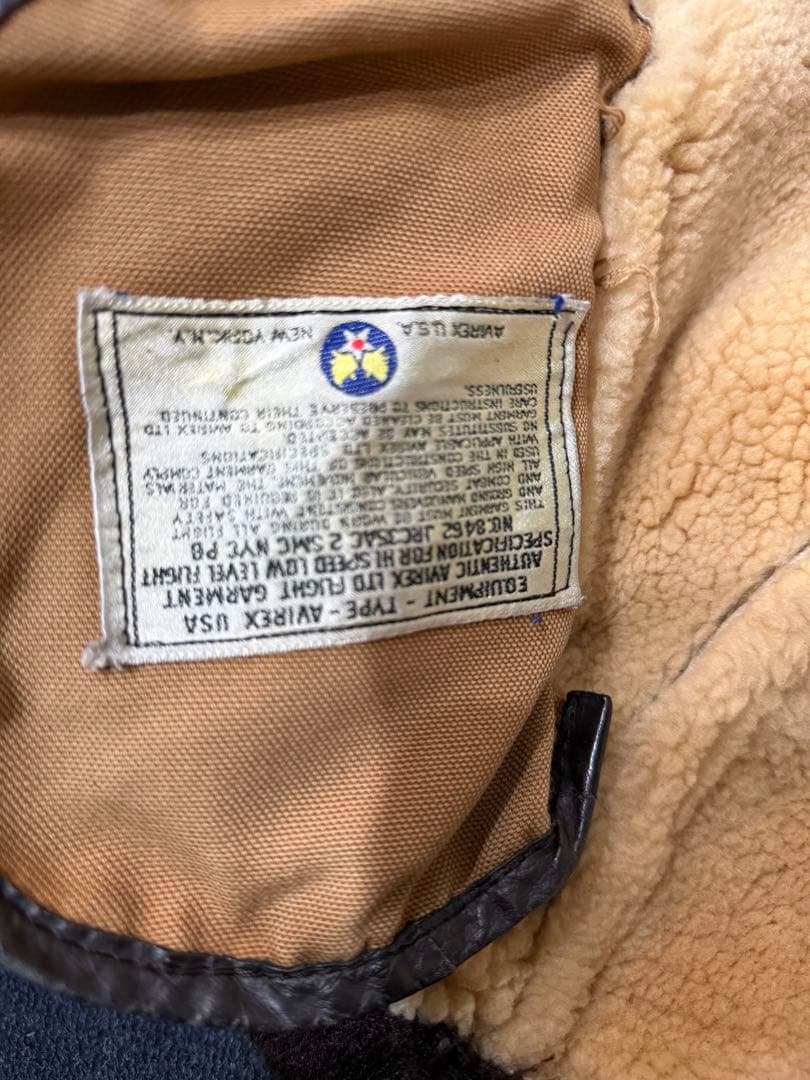 EQUIPMENT - TYPE - AVIREX USA
AUTHENTIC AVIREX LTD FLIGHT GARMENT
SPECIFICATION FOR HI SPEED LOW LEVEL FLIGHT
NO. 8452 JRC35AC 2 SMC NYC PB
THIS GARMENT MUST BE WORN DURING ALL FLIGHT
AND GROUND MANUVERS CONSISTENT WITH SAFETY
AND COMBAT SECURITY. ALSO IT IS REQUIRED FOR
ALL HIGH SPEED VEHICULAR MOVEMENT THE MATERIALS
USED IN THE CONSTRUCTION OF THIS GARMENT COMPLY
WITH APPLICABLE AVIREX LTD. SPECIFICATIONS
NO SUBSTITUTES MAY BE ACCEPTED.
GARMENT MUST BE CLEANED ACCORDING TO AVIREX LTD
CARE INSTRUCTIONS TO PRESERVE THEIR CONTINUED
USEFULNESS.
AVIREX U.S.A. NEW YORK, N.Y.